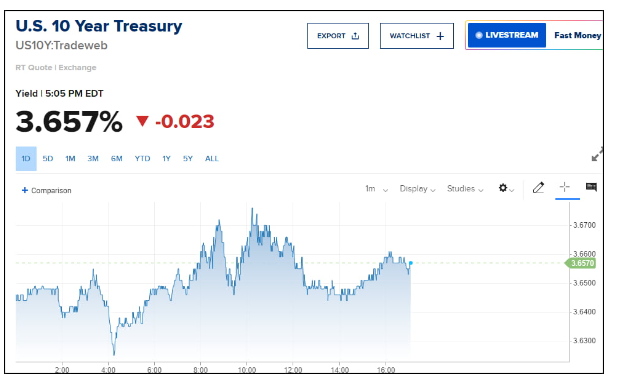 U.S. 10 Year Treasury
US10Y:Tradeweb
EXPORT
WATCHLIST +
LIVESTREAM
Fast Money
RT Quote | Exchange
Yield | 5:05 PM EDT
3.657% ▼ -0.023
1D 5D 1M 3M 6M YTD 1Y 5Y ALL
+ Comparison
1m
Display
Studies
3.6700
3.6600
3.6570
3.6500
3.6400
3.6300
2:00 4:00 6:00 8:00 10:00 12:00 14:00 16:00